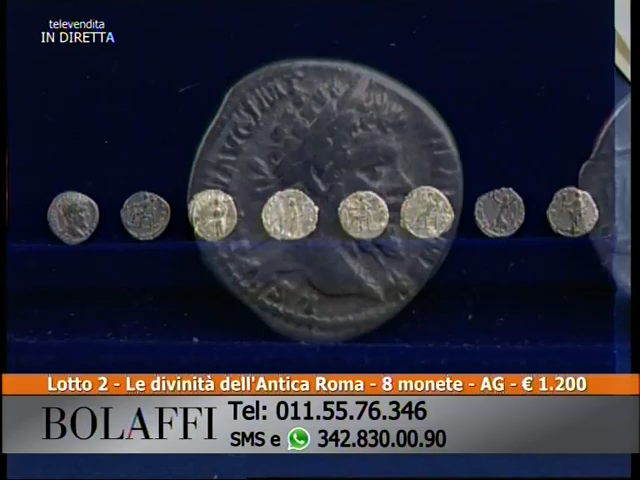 televendita
IN DIRETTA
Lotto 2 - Le divinità dell'Antica Roma - 8 monete - AG - € 1.200
BOLAFFI
Tel: 011.55.76.346
SMS e 342.830.00.90